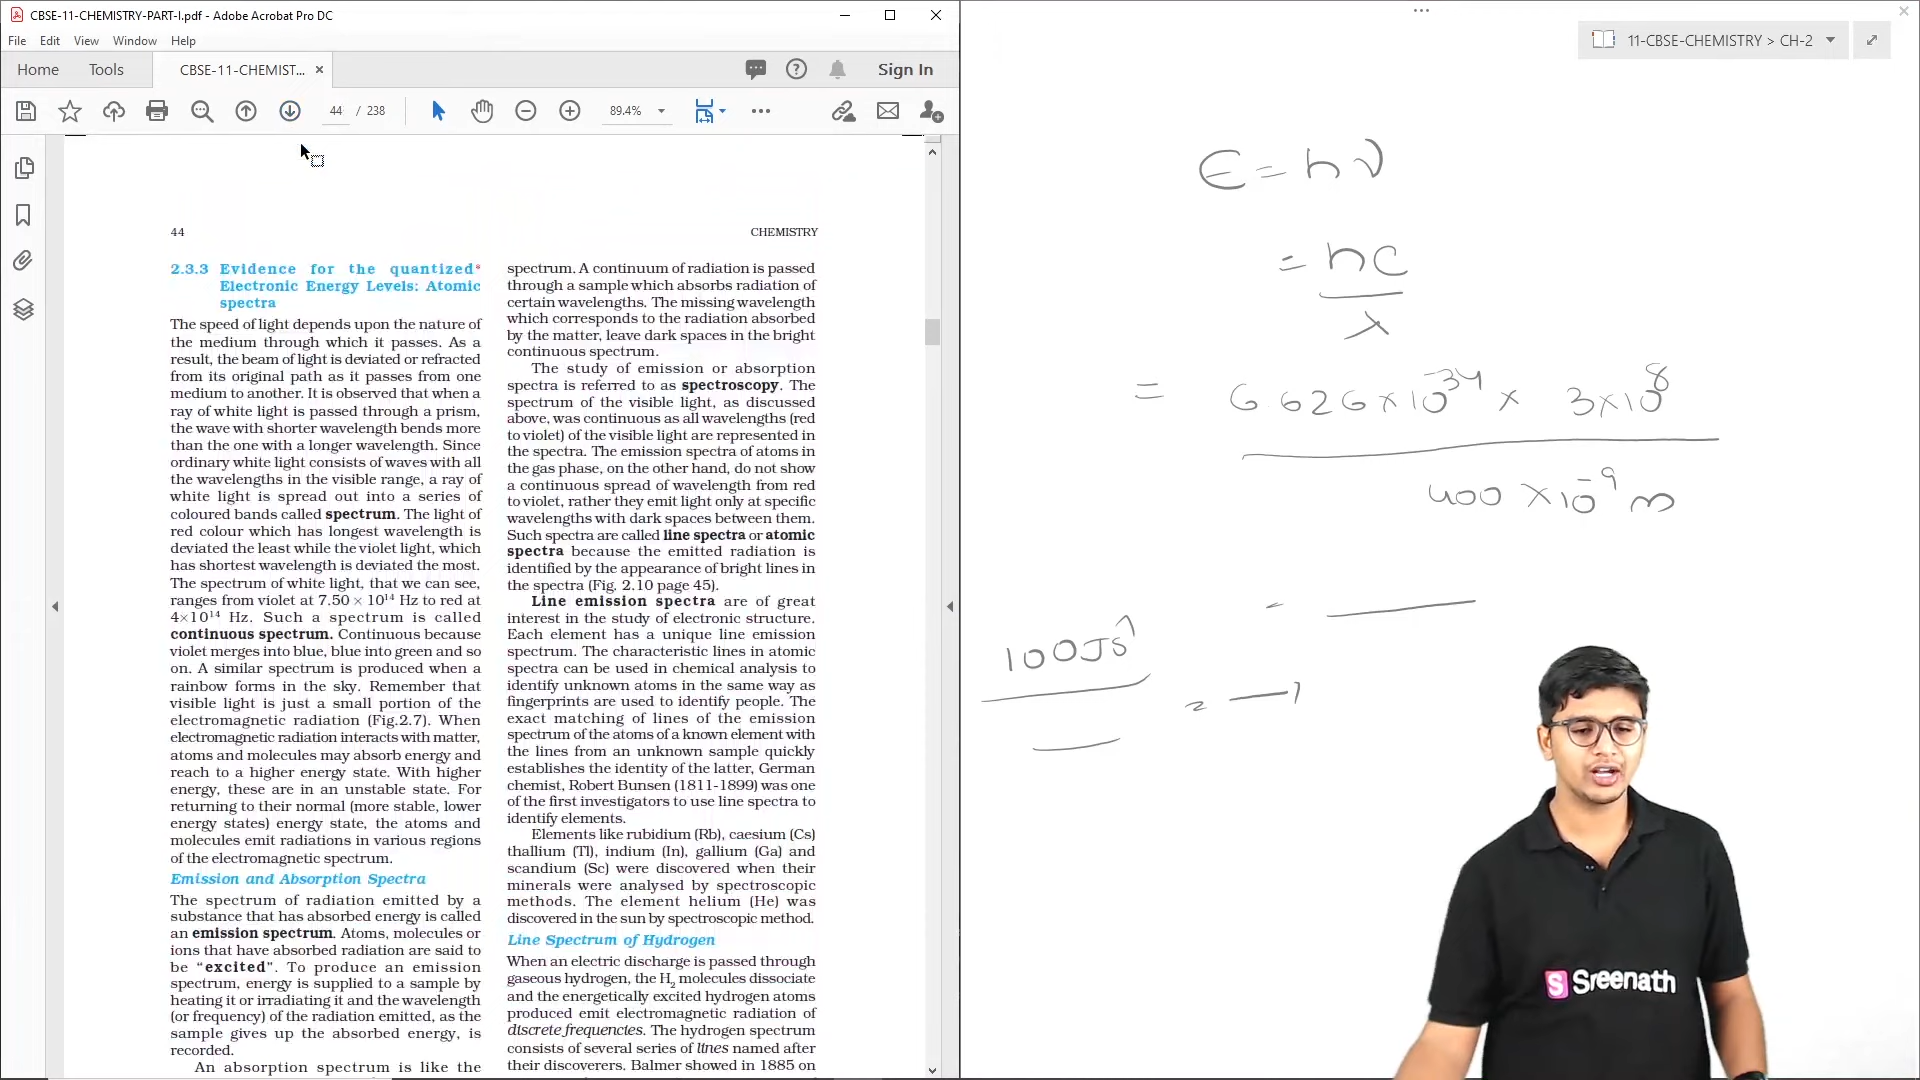 CBSE-11-CHEMISTRY-PART-I.pdf - Adobe Acrobat Pro DC
File Edit View Window Help
Home Tools CBSE-11-CHEMIST... × Sign In
44 / 238 89.4%
44 CHEMISTRY
2.3.3 Evidence for the quantized*
Electronic Energy Levels: Atomic
spectra
The speed of light depends upon the nature of
the medium through which it passes. As a
result, the beam of light is deviated or refracted
from its original path as it passes from one
medium to another. It is observed that when a
ray of white light is passed through a prism,
the wave with shorter wavelength bends more
than the one with a longer wavelength. Since
ordinary white light consists of waves with all
the wavelengths in the visible range, a ray of
white light is spread out into a series of
coloured bands called spectrum. The light of
red colour which has longest wavelength is
deviated the least while the violet light, which
has shortest wavelength is deviated the most.
The spectrum of white light, that we can see,
ranges from violet at 7.50 × 10¹⁴ Hz to red at
4×10¹⁴ Hz. Such a spectrum is called
continuous spectrum. Continuous because
violet merges into blue, blue into green and so
on. A similar spectrum is produced when a
rainbow forms in the sky. Remember that
visible light is just a small portion of the
electromagnetic radiation (Fig.2.7). When
electromagnetic radiation interacts with matter,
atoms and molecules may absorb energy and
reach to a higher energy state. With higher
energy, these are in an unstable state. For
returning to their normal (more stable, lower
energy states) energy state, the atoms and
molecules emit radiations in various regions
of the electromagnetic spectrum.
Emission and Absorption Spectra
The spectrum of radiation emitted by a
substance that has absorbed energy is called
an emission spectrum. Atoms, molecules or
ions that have absorbed radiation are said to
be “excited”. To produce an emission
spectrum, energy is supplied to a sample by
heating it or irradiating it and the wavelength
(or frequency) of the radiation emitted, as the
sample gives up the absorbed energy, is
recorded.
An absorption spectrum is like the
spectrum. A continuum of radiation is passed
through a sample which absorbs radiation of
certain wavelengths. The missing wavelength
which corresponds to the radiation absorbed
by the matter, leave dark spaces in the bright
continuous spectrum.
The study of emission or absorption
spectra is referred to as spectroscopy. The
spectrum of the visible light, as discussed
above, was continuous as all wavelengths (red
to violet) of the visible light are represented in
the spectra. The emission spectra of atoms in
the gas phase, on the other hand, do not show
a continuous spread of wavelength from red
to violet, rather they emit light only at specific
wavelengths with dark spaces between them.
Such spectra are called line spectra or atomic
spectra because the emitted radiation is
identified by the appearance of bright lines in
the spectra (Fig. 2.10 page 45).
Line emission spectra are of great
interest in the study of electronic structure.
Each element has a unique line emission
spectrum. The characteristic lines in atomic
spectra can be used in chemical analysis to
identify unknown atoms in the same way as
fingerprints are used to identify people. The
exact matching of lines of the emission
spectrum of the atoms of a known element with
the lines from an unknown sample quickly
establishes the identity of the latter, German
chemist, Robert Bunsen (1811-1899) was one
of the first investigators to use line spectra to
identify elements.
Elements like rubidium (Rb), caesium (Cs)
thallium (Tl), indium (In), gallium (Ga) and
scandium (Sc) were discovered when their
minerals were analysed by spectroscopic
methods. The element helium (He) was
discovered in the sun by spectroscopic method.
Line Spectrum of Hydrogen
When an electric discharge is passed through
gaseous hydrogen, the H₂ molecules dissociate
and the energetically excited hydrogen atoms
produced emit electromagnetic radiation of
discrete frequencies. The hydrogen spectrum
consists of several series of lines named after
their discoverers. Balmer showed in 1885 on
11-CBSE-CHEMISTRY > CH-2
E = hν
= hc
λ
= 6.626×10⁻³⁴ × 3×10⁸
400 ×10⁻⁹ m
100 Js
Sreenath